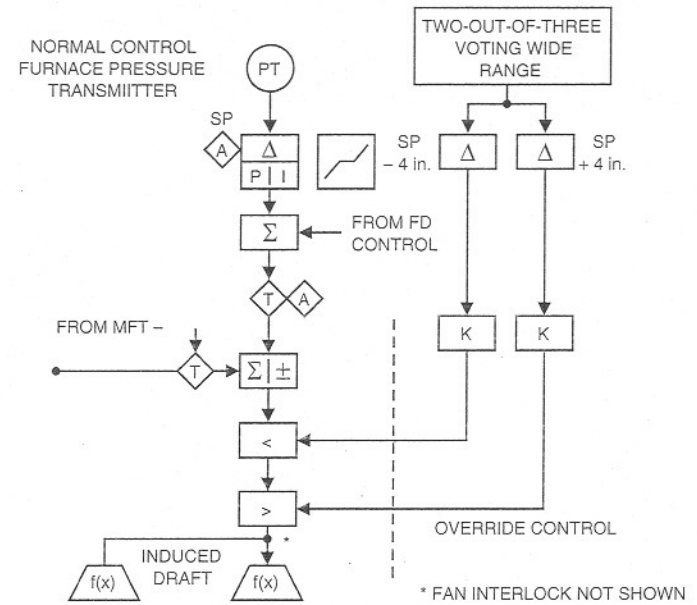 NORMAL CONTROL
FURNACE PRESSURE
TRANSMIITTER
PT
TWO-OUT-OF-THREE
VOTING WIDE
RANGE
SP
A
Δ
P | I
SP
– 4 in.
Δ
Δ
SP
+ 4 in.
Σ
FROM FD
CONTROL
T
A
FROM MFT –
T
Σ | ±
K
K
<
>
OVERRIDE CONTROL
*
INDUCED
DRAFT
f(x)
f(x)
* FAN INTERLOCK NOT SHOWN